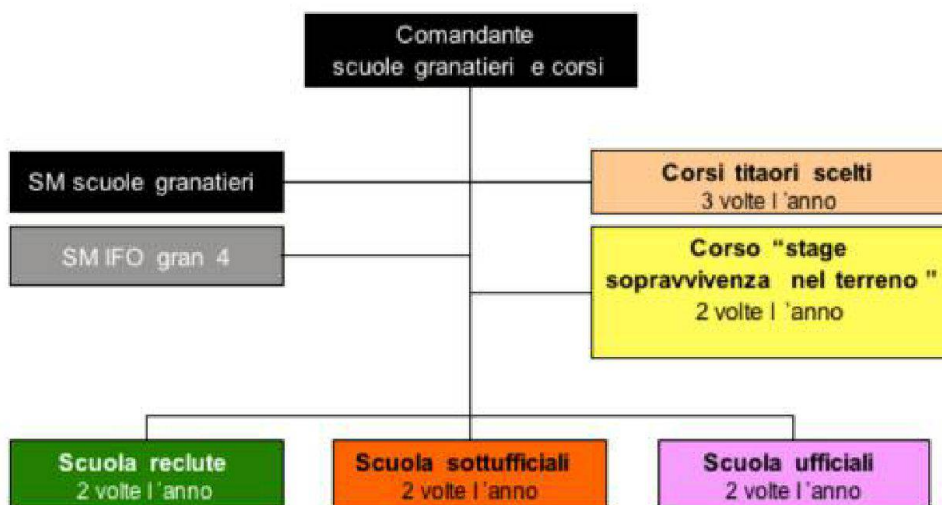 Comandante
scuole granatieri e corsi
SM scuole granatieri
Corsi titaori scelti
3 volte l ’anno
SM IFO gran 4
Corso “stage
sopravvivenza nel terreno ”
2 volte l ’anno
Scuola reclute
2 volte l ’anno
Scuola sottufficiali
2 volte l ’anno
Scuola ufficiali
2 volte l ’anno